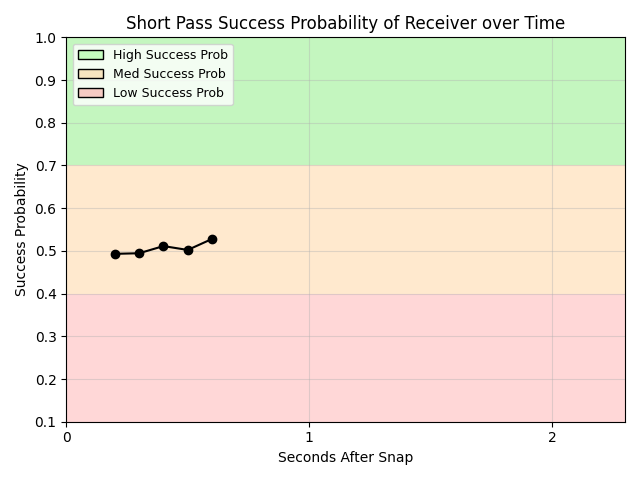 Short Pass Success Probability of Receiver over Time
1.0
0.9
0.8
0.7
0.6
0.5
0.4
0.3
0.2
0.1
Success Probability
High Success Prob
Med Success Prob
Low Success Prob
0 1 2
Seconds After Snap